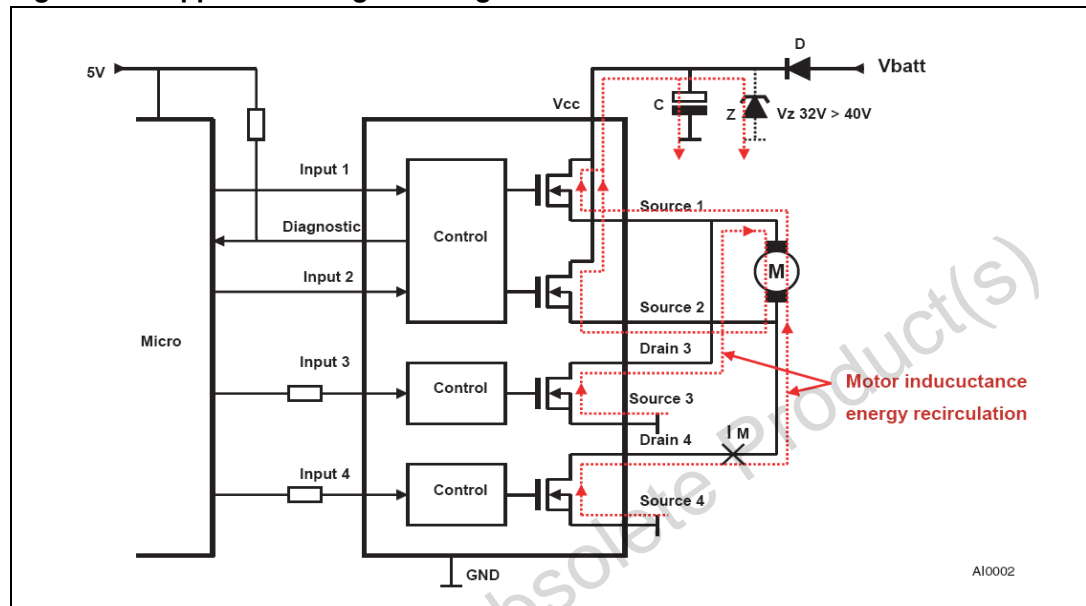 D
5V
Vbatt
Vcc
C
Z
Vz 32V > 40V
Input 1
Source 1
Diagnostic
Control
M
Input 2
Source 2
Micro
Drain 3
Input 3
Control
Source 3
Motor inducuctance
energy recirculation
Drain 4
I M
Input 4
Control
Source 4
GND
AI0002
bsolete Product(s)